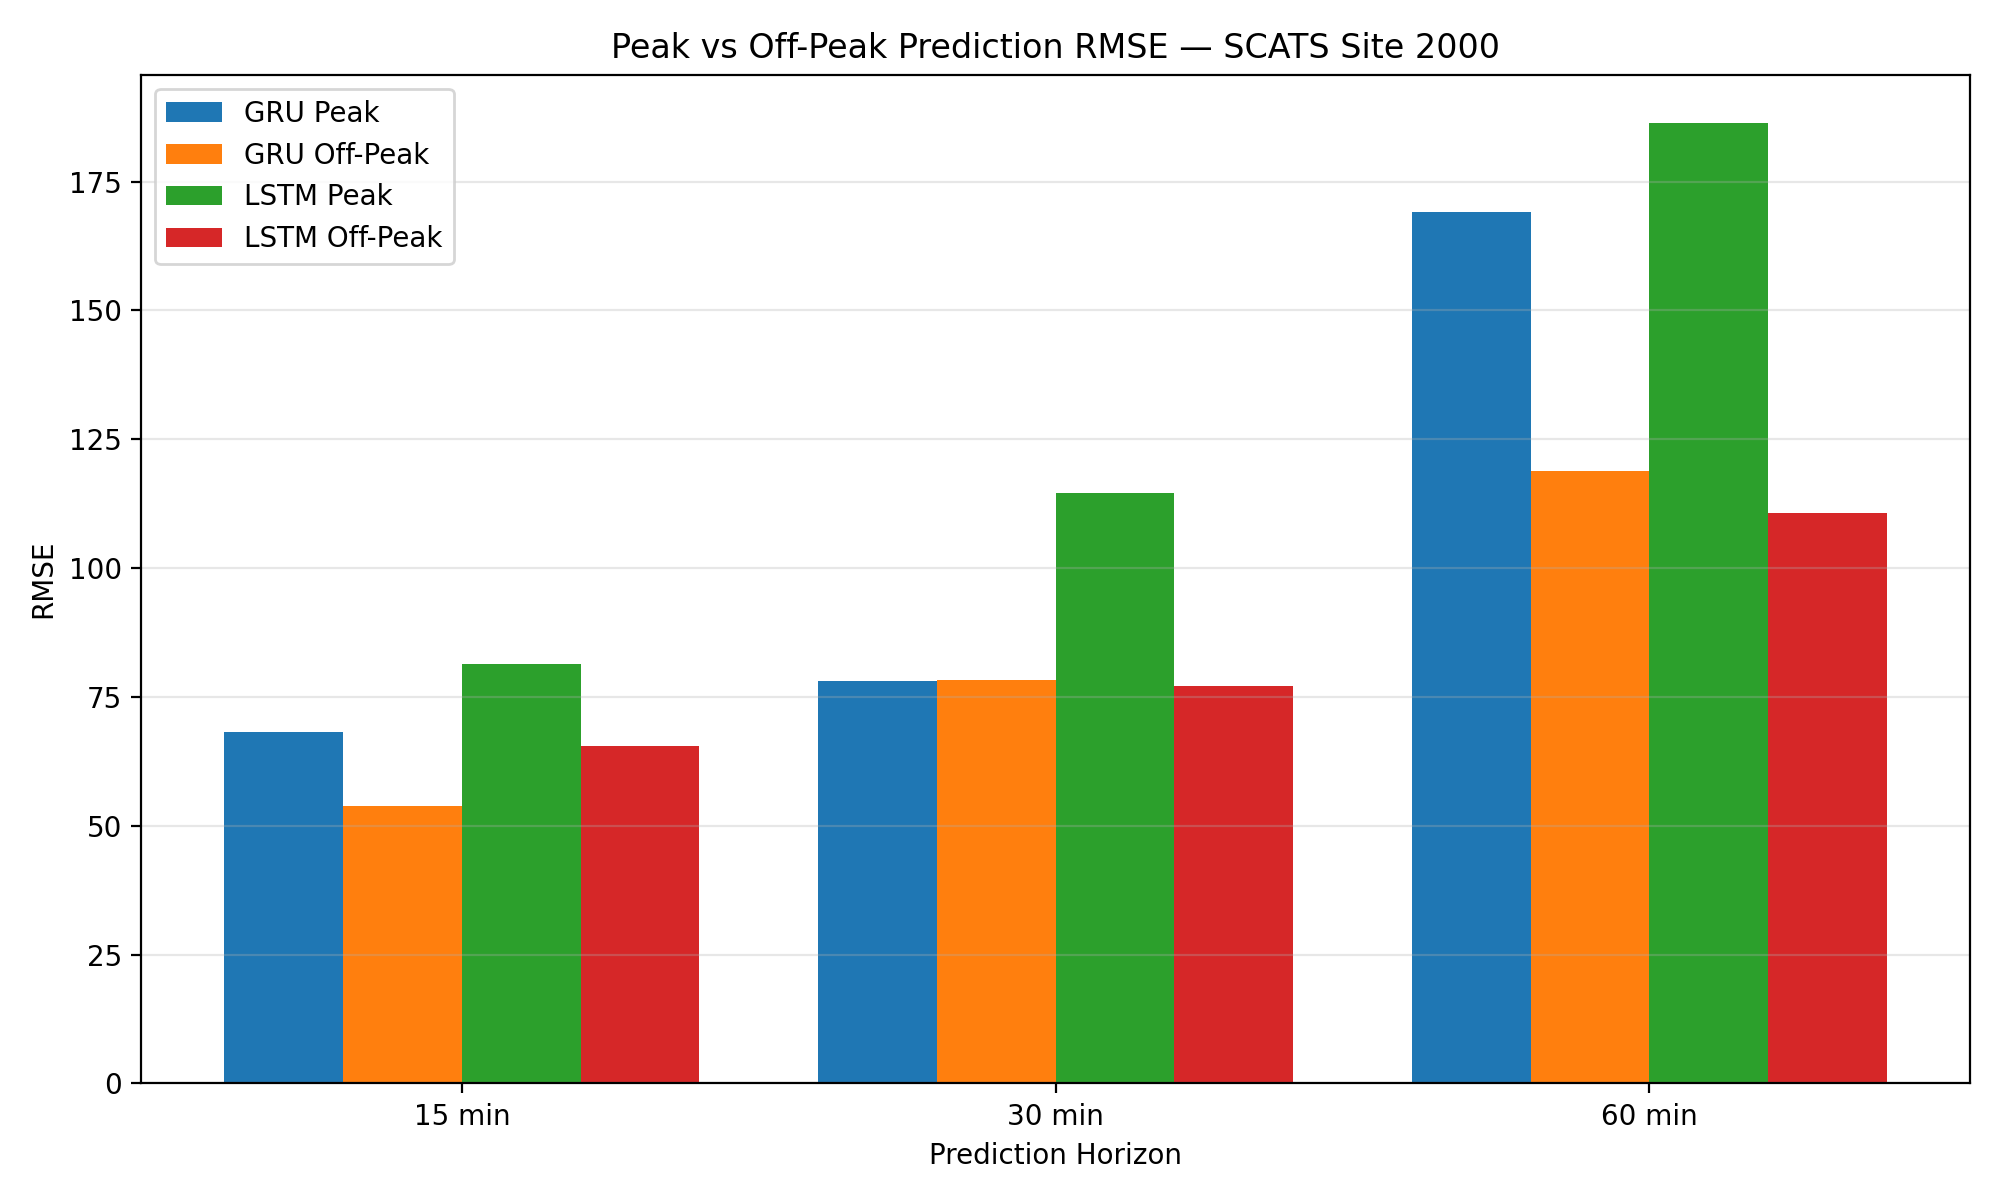 Peak vs Off-Peak Prediction RMSE — SCATS Site 2000
GRU Peak
GRU Off-Peak
LSTM Peak
LSTM Off-Peak
175
150
125
100
75
50
25
0
RMSE
15 min
30 min
60 min
Prediction Horizon